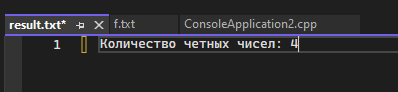 result.txt* f.txt ConsoleApplication2.cpp
1 Количество четных чисел: 4